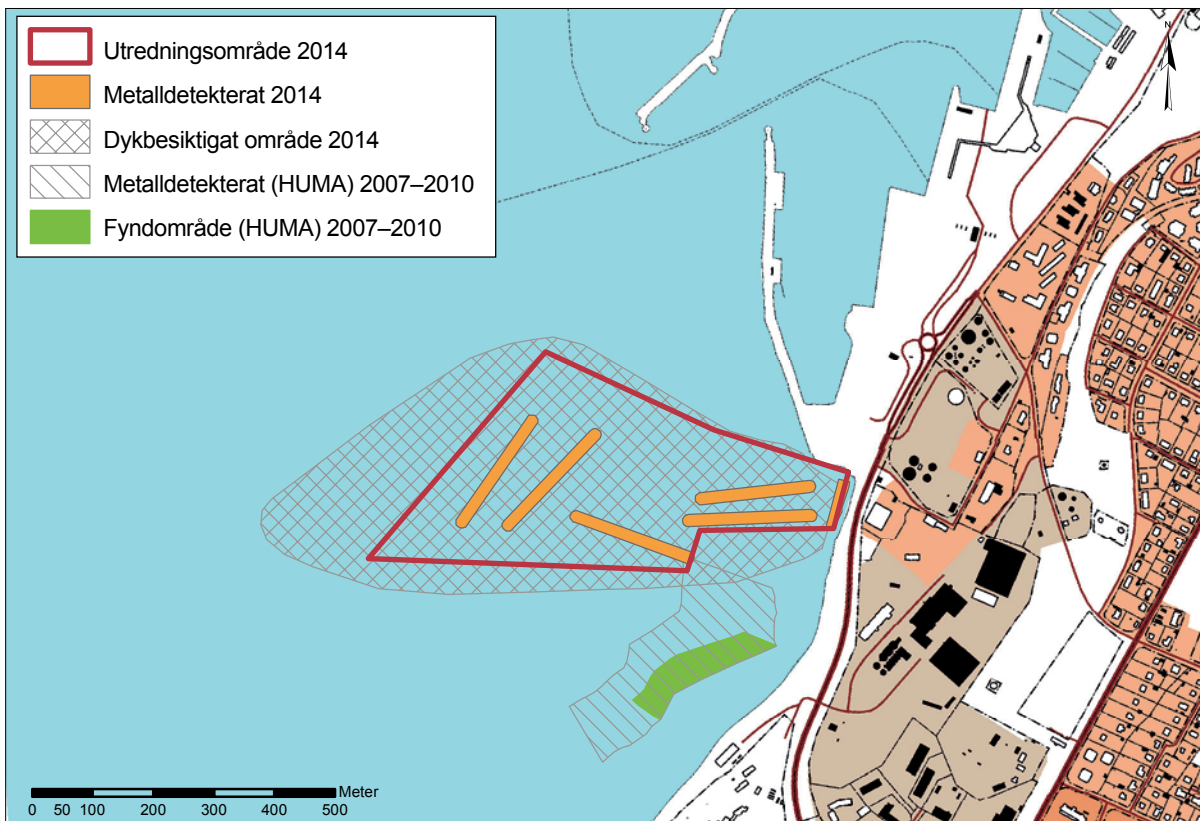 Utredningsområde 2014
Metalldetekterat 2014
Dykbesiktigat område 2014
Metalldetekterat (HUMA) 2007–2010
Fyndområde (HUMA) 2007–2010
N
Meter
0 50 100 200 300 400 500